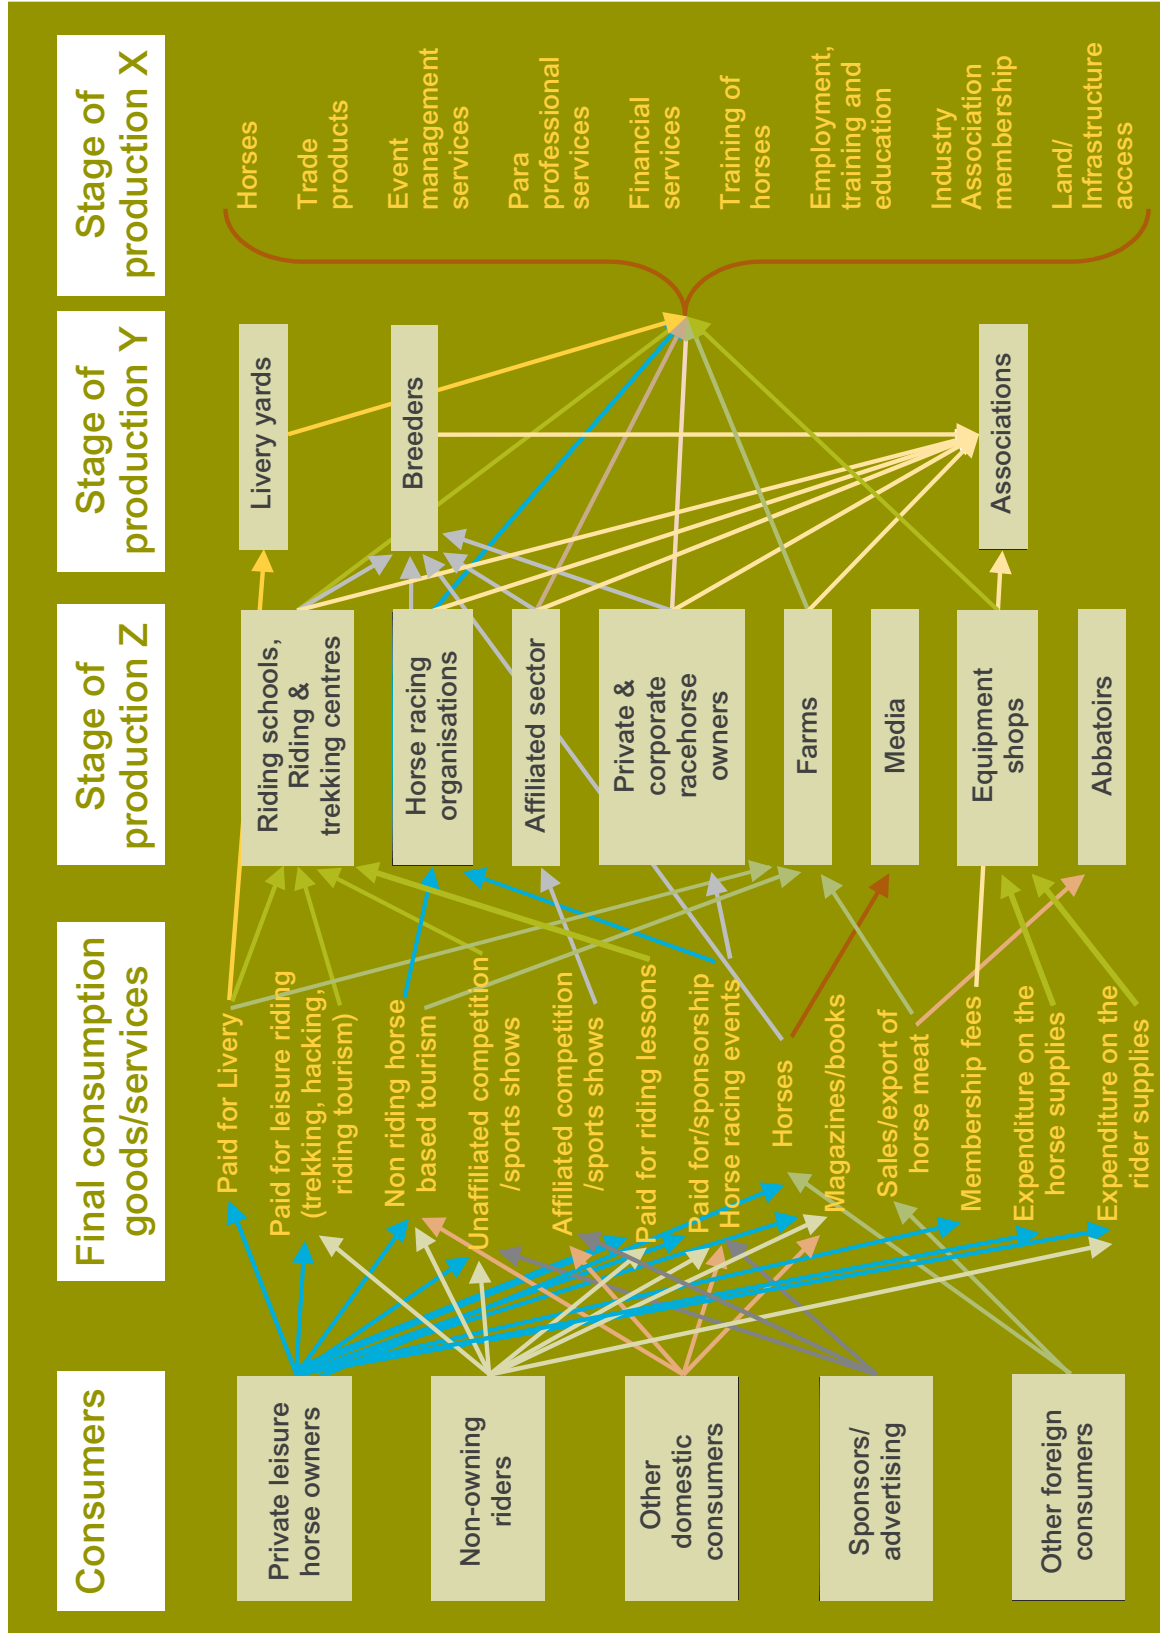 Consumers
Private leisure
horse owners
Non-owning
riders
Other
domestic
consumers
Sponsors/
advertising
Other foreign
consumers
Final consumption
goods/services
Paid for Livery
Paid for leisure riding
(trekking, hacking,
riding tourism)
Non riding horse
based tourism
Unaffiliated competition
/sports shows
Affiliated competition
/sports shows
Paid for riding lessons
Paid for/sponsorship
Horse racing events
Horses
Magazines/books
Sales/export of
horse meat
Membership fees
Expenditure on the
horse supplies
Expenditure on the
rider supplies
Stage of
production Z
Riding schools,
Riding &
trekking centres
Horse racing
organisations
Affiliated sector
Private &
corporate
racehorse
owners
Farms
Media
Equipment
shops
Abbatoirs
Stage of
production Y
Livery yards
Breeders
Associations
Stage of
production X
Horses
Trade
products
Event
management
services
Para
professional
services
Financial
services
Training of
horses
Employment,
training and
education
Industry
Association
membership
Land/
Infrastructure
access